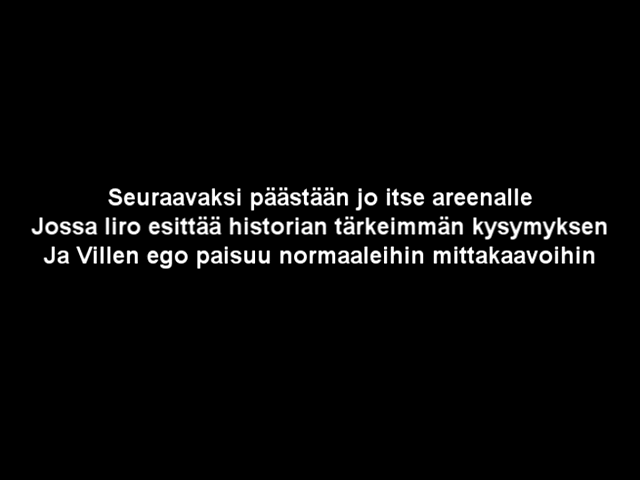 Seuraavaksi päästään jo itse areenalle
Jossa Iiro esittää historian tärkeimmän kysymyksen
Ja Villen ego paisuu normaaleihin mittakaavoihin